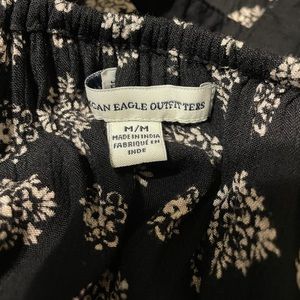 CAN EAGLE OUTFITTERS
M/M
MADE IN INDIA
FABRIQUÉ EN
INDE